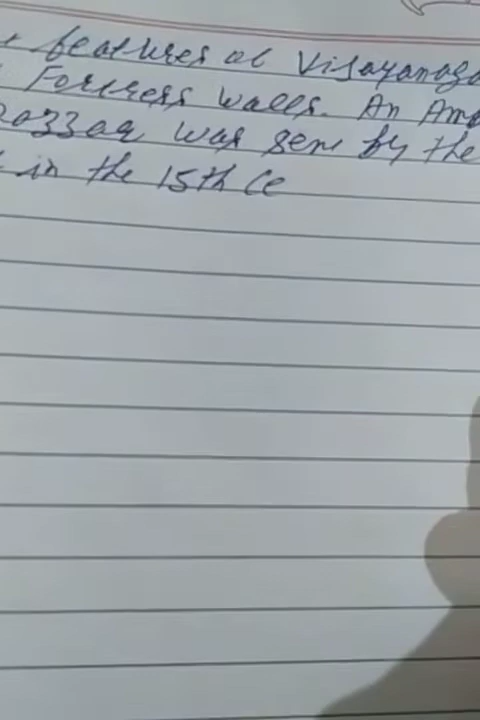 features of Vijayanaga
Fortress walls. An Am
Razzaq was sent by the
in the 15th Ce